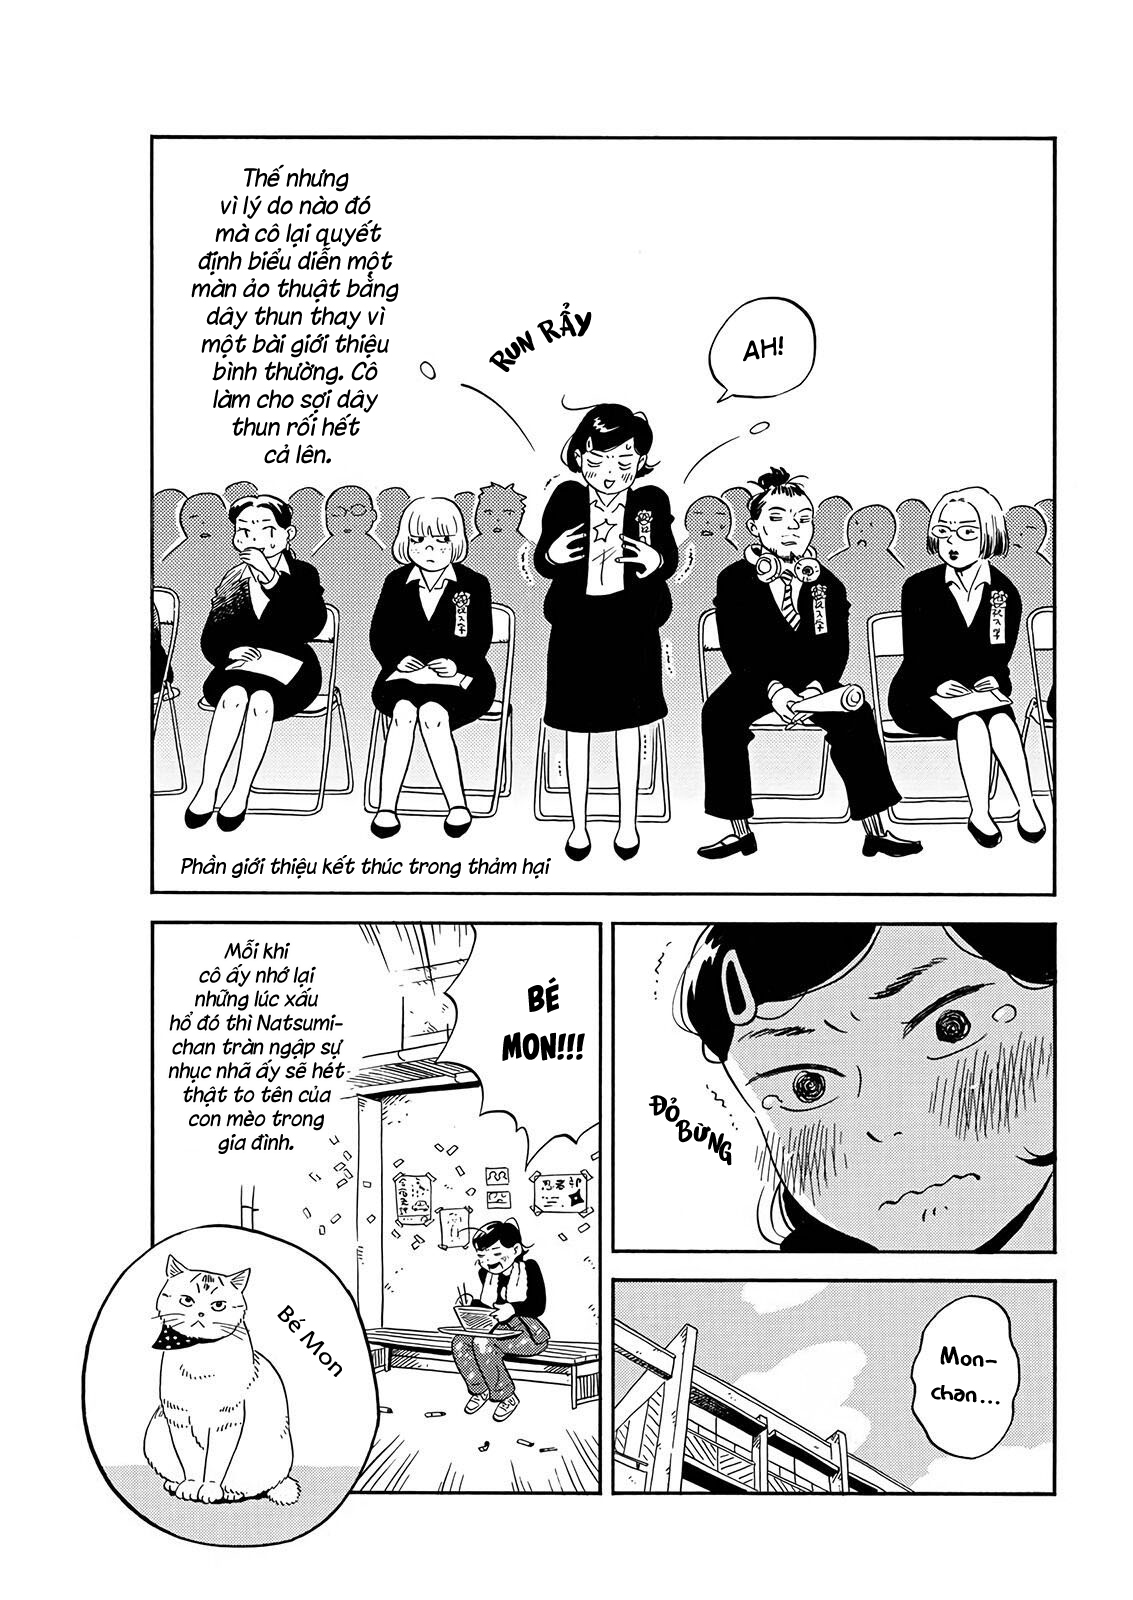 Thế nhưng
vì lý do nào đó
mà cô lại quyết
định biểu diễn một
màn ảo thuật bằng
dây thun thay vì
một bài giới thiệu
bình thường. Cô
làm cho sợi dây
thun rối hết
cả lên.
RUN RẨY
AH!
Phần giới thiệu kết thúc trong thảm hại
Mỗi khi
cô ấy nhớ lại
những lúc xấu
hổ đó thì Natsumi-
chan tràn ngập sự
nhục nhã ấy sẽ hét
thật to tên của
con mèo trong
gia đình.
BÉ
MON!!!
ĐỎ
BỪNG
Bé Mon
Mon-
chan...